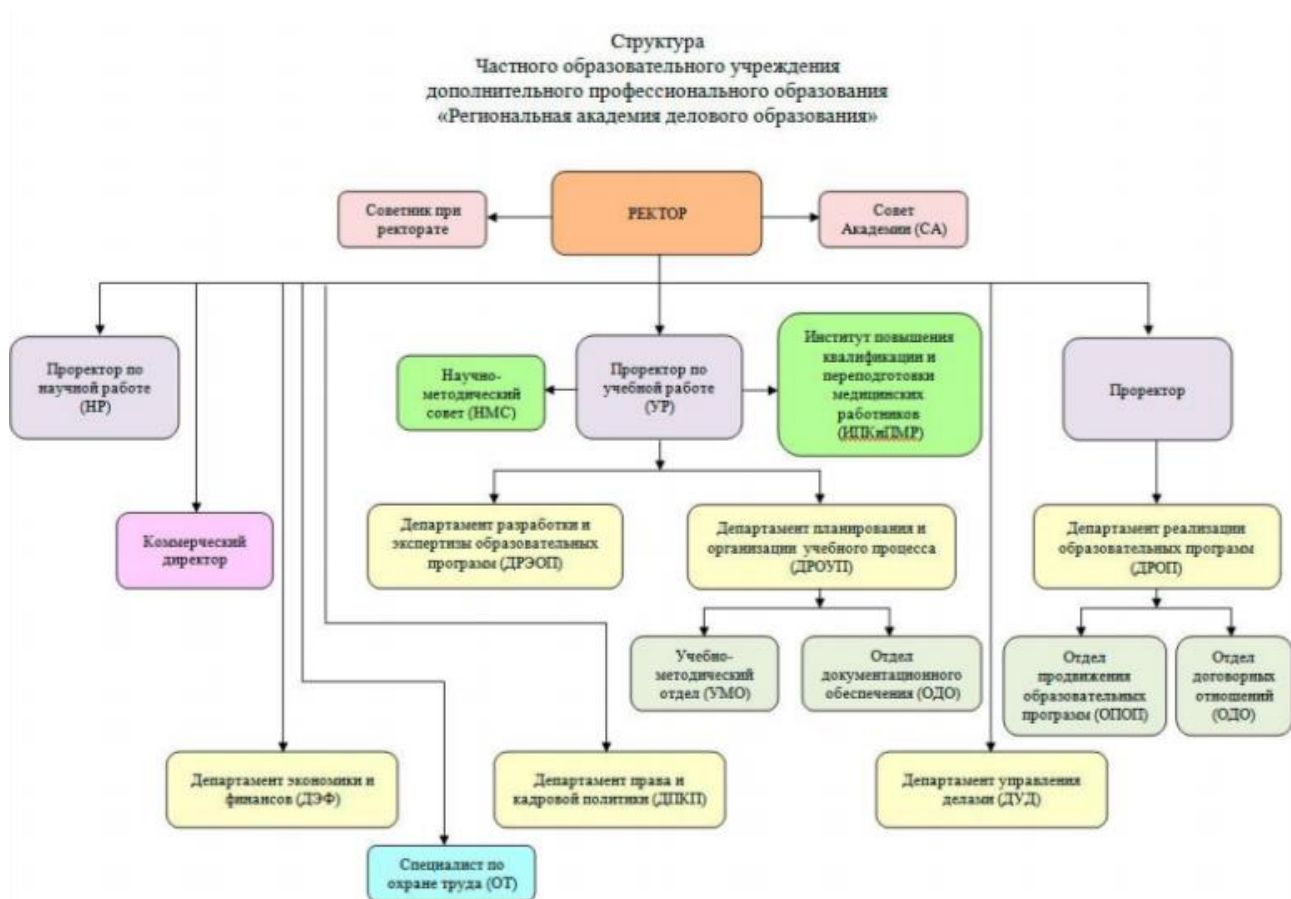 Структура
Частного образовательного учреждения
дополнительного профессионального образования
«Региональная академия делового образования»
Советник при
ректорате
РЕКТОР
Совет
Академии (СА)
Проректор по
научной работе
(НР)
Научно-
методический
совет (НМС)
Проректор по
учебной работе
(УР)
Институт повышения
квалификации и
переподготовки
медицинских
работников
(ИПКиПМР)
Проректор
Коммерческий
директор
Департамент разработки и
экспертизы образовательных
программ (ДРЭОП)
Департамент планирования и
организации учебного процесса
(ДРОУП)
Департамент реализации
образовательных программ
(ДРОП)
Учебно-
методический
отдел (УМО)
Отдел
документационного
обеспечения (ОДО)
Отдел
продвижения
образовательных
программ (ОПОП)
Отдел
договорных
отношений
(ОДО)
Департамент экономики и
финансов (ДЭФ)
Департамент права и
кадровой политики (ДПКП)
Департамент управления
делами (ДУД)
Специалист по
охране труда (ОТ)